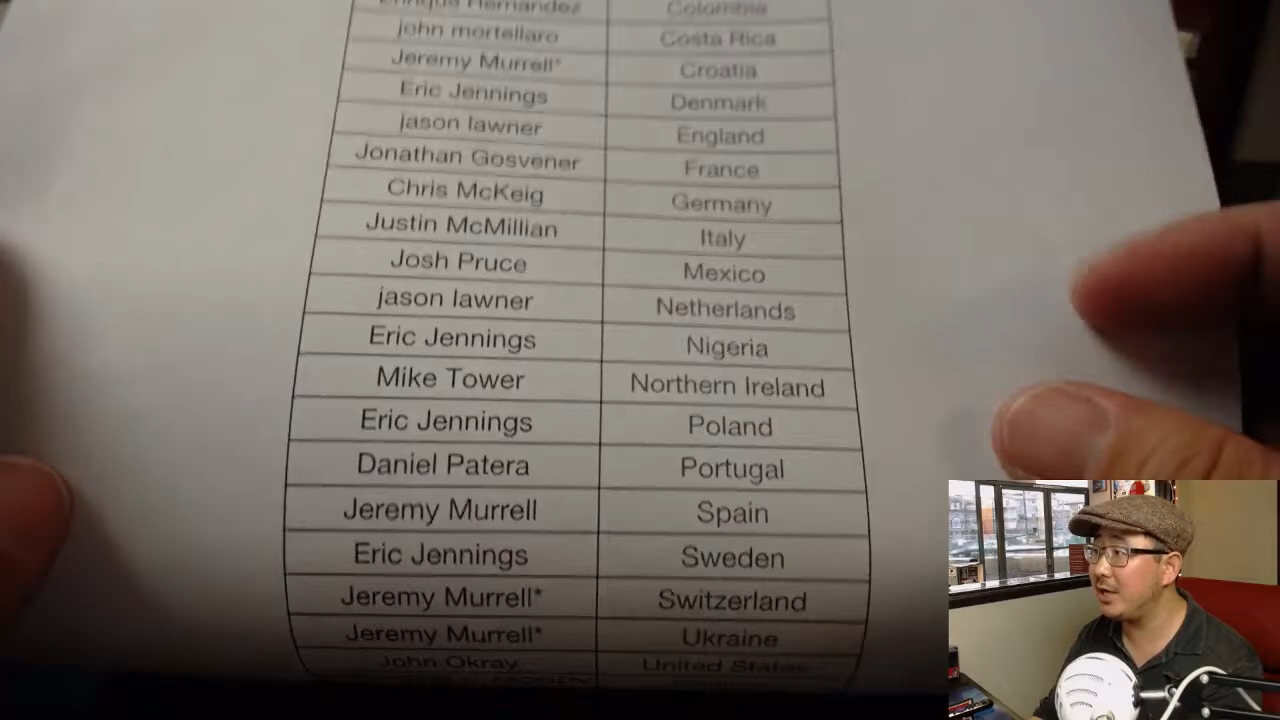 Enrique Hernandez Colombia
john mortellaro Costa Rica
Jeremy Murrell* Croatia
Eric Jennings Denmark
jason lawner England
Jonathan Gosvener France
Chris McKeig Germany
Justin McMillian Italy
Josh Pruce Mexico
jason lawner Netherlands
Eric Jennings Nigeria
Mike Tower Northern Ireland
Eric Jennings Poland
Daniel Patera Portugal
Jeremy Murrell Spain
Eric Jennings Sweden
Jeremy Murrell* Switzerland
Jeremy Murrell* Ukraine
John Okray United States